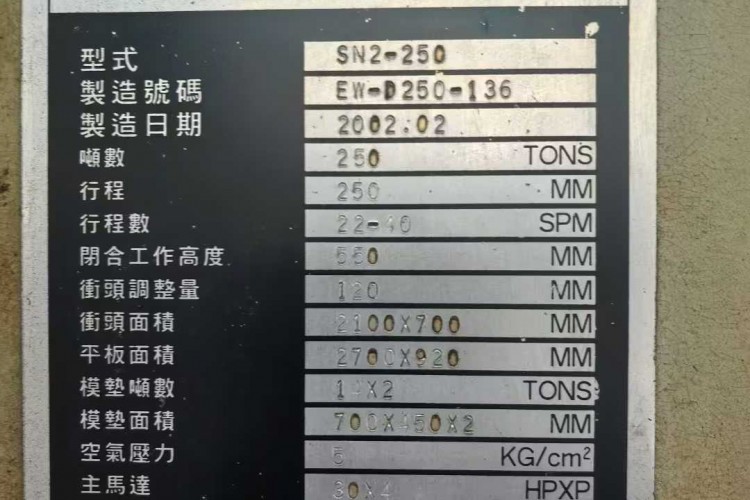 型式 SN2-250
製造號碼 EW-D250-136
製造日期 2002.02
噸數 250 TONS
行程 250 MM
行程數 22-40 SPM
閉合工作高度 550 MM
衝頭調整量 120 MM
衝頭面積 2100X700 MM
平板面積 2700X920 MM
模墊噸數 14X2 TONS
模墊面積 700X450X2 MM
空氣壓力 KG/cm²
主馬達 30X4 HPXP